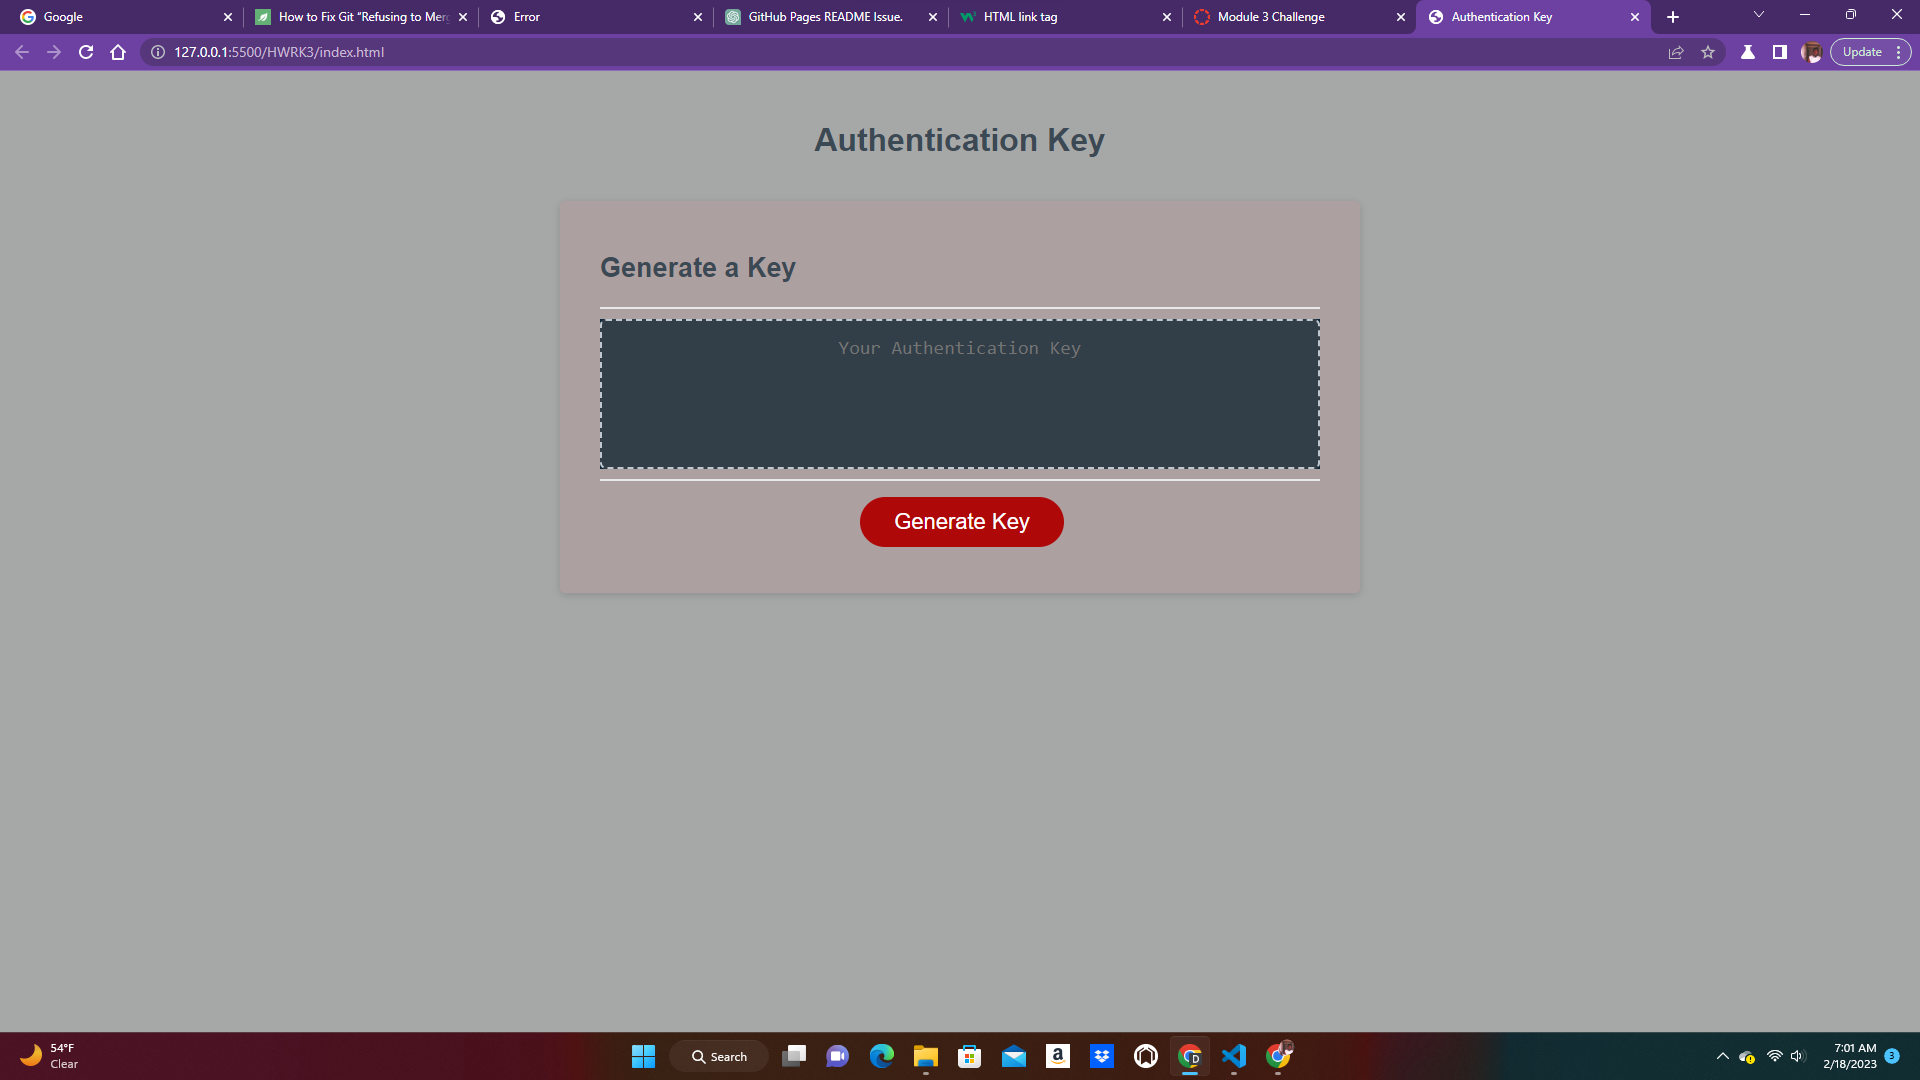 Google
How to Fix Git “Refusing to Merg
Error
GitHub Pages README Issue.
HTML link tag
Module 3 Challenge
Authentication Key
127.0.0.1:5500/HWRK3/index.html
Update
Authentication Key
Generate a Key
Your Authentication Key
Generate Key
54°F
Clear
Search
7:01 AM
2/18/2023
3